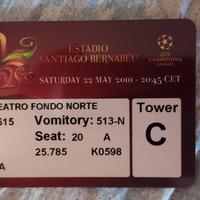 ESTADIO
SANTIAGO BERNABÉU
UEFA
CHAMPIONS
LEAGUE
SATURDAY 22 MAY 2010 - 20:45 CET
EATRO FONDO NORTE
Tower
515 Vomitory: 513-N
C
Seat: 20 A
25.785 K0598
A